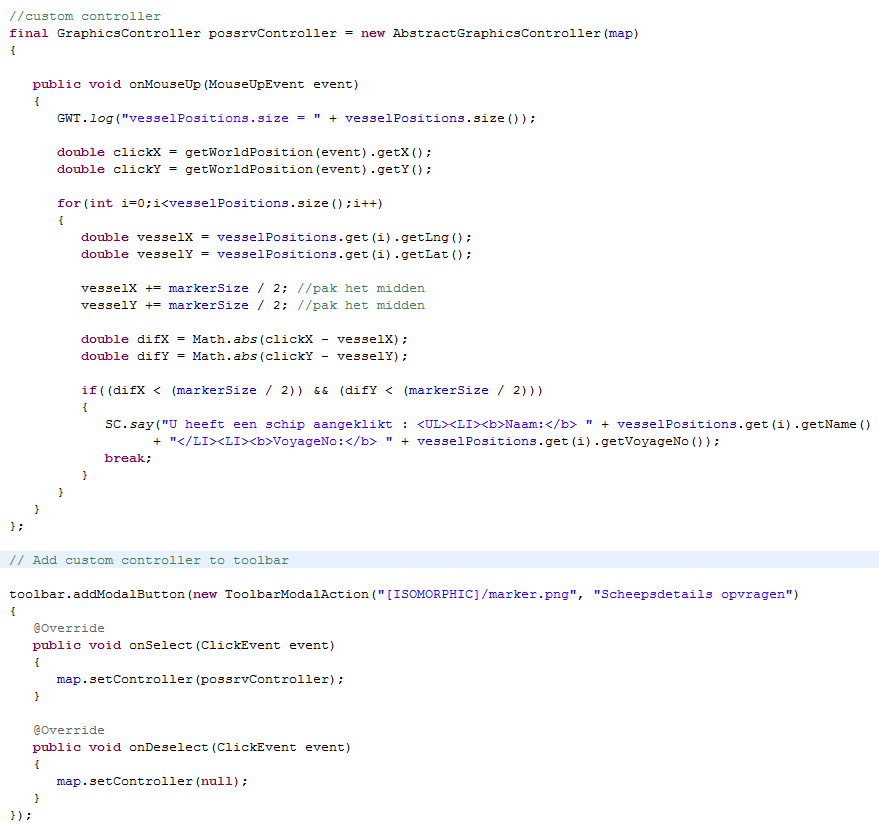 //custom controller
final GraphicsController possrvController = new AbstractGraphicsController(map)
{
public void onMouseUp(MouseUpEvent event)
{
GWT.log("vesselPositions.size = " + vesselPositions.size());
double clickX = getWorldPosition(event).getX();
double clickY = getWorldPosition(event).getY();
for(int i=0;i<vesselPositions.size();i++)
{
double vesselX = vesselPositions.get(i).getLng();
double vesselY = vesselPositions.get(i).getLat();
vesselX += markerSize / 2; //pak het midden
vesselY += markerSize / 2; //pak het midden
double difX = Math.abs(clickX - vesselX);
double difY = Math.abs(clickY - vesselY);
if((difX < (markerSize / 2)) && (difY < (markerSize / 2)))
{
SC.say("U heeft een schip aangeklikt : <UL><LI><b>Naam:</b> " + vesselPositions.get(i).getName()
+ "</LI><LI><b>VoyageNo:</b> " + vesselPositions.get(i).getVoyageNo());
break;
}
}
}
};
// Add custom controller to toolbar
toolbar.addModalButton(new ToolbarModalAction("[ISOMORPHIC]/marker.png", "Scheepsdetails opvragen")
{
@Override
public void onSelect(ClickEvent event)
{
map.setController(possrvController);
}
@Override
public void onDeselect(ClickEvent event)
{
map.setController(null);
}
});